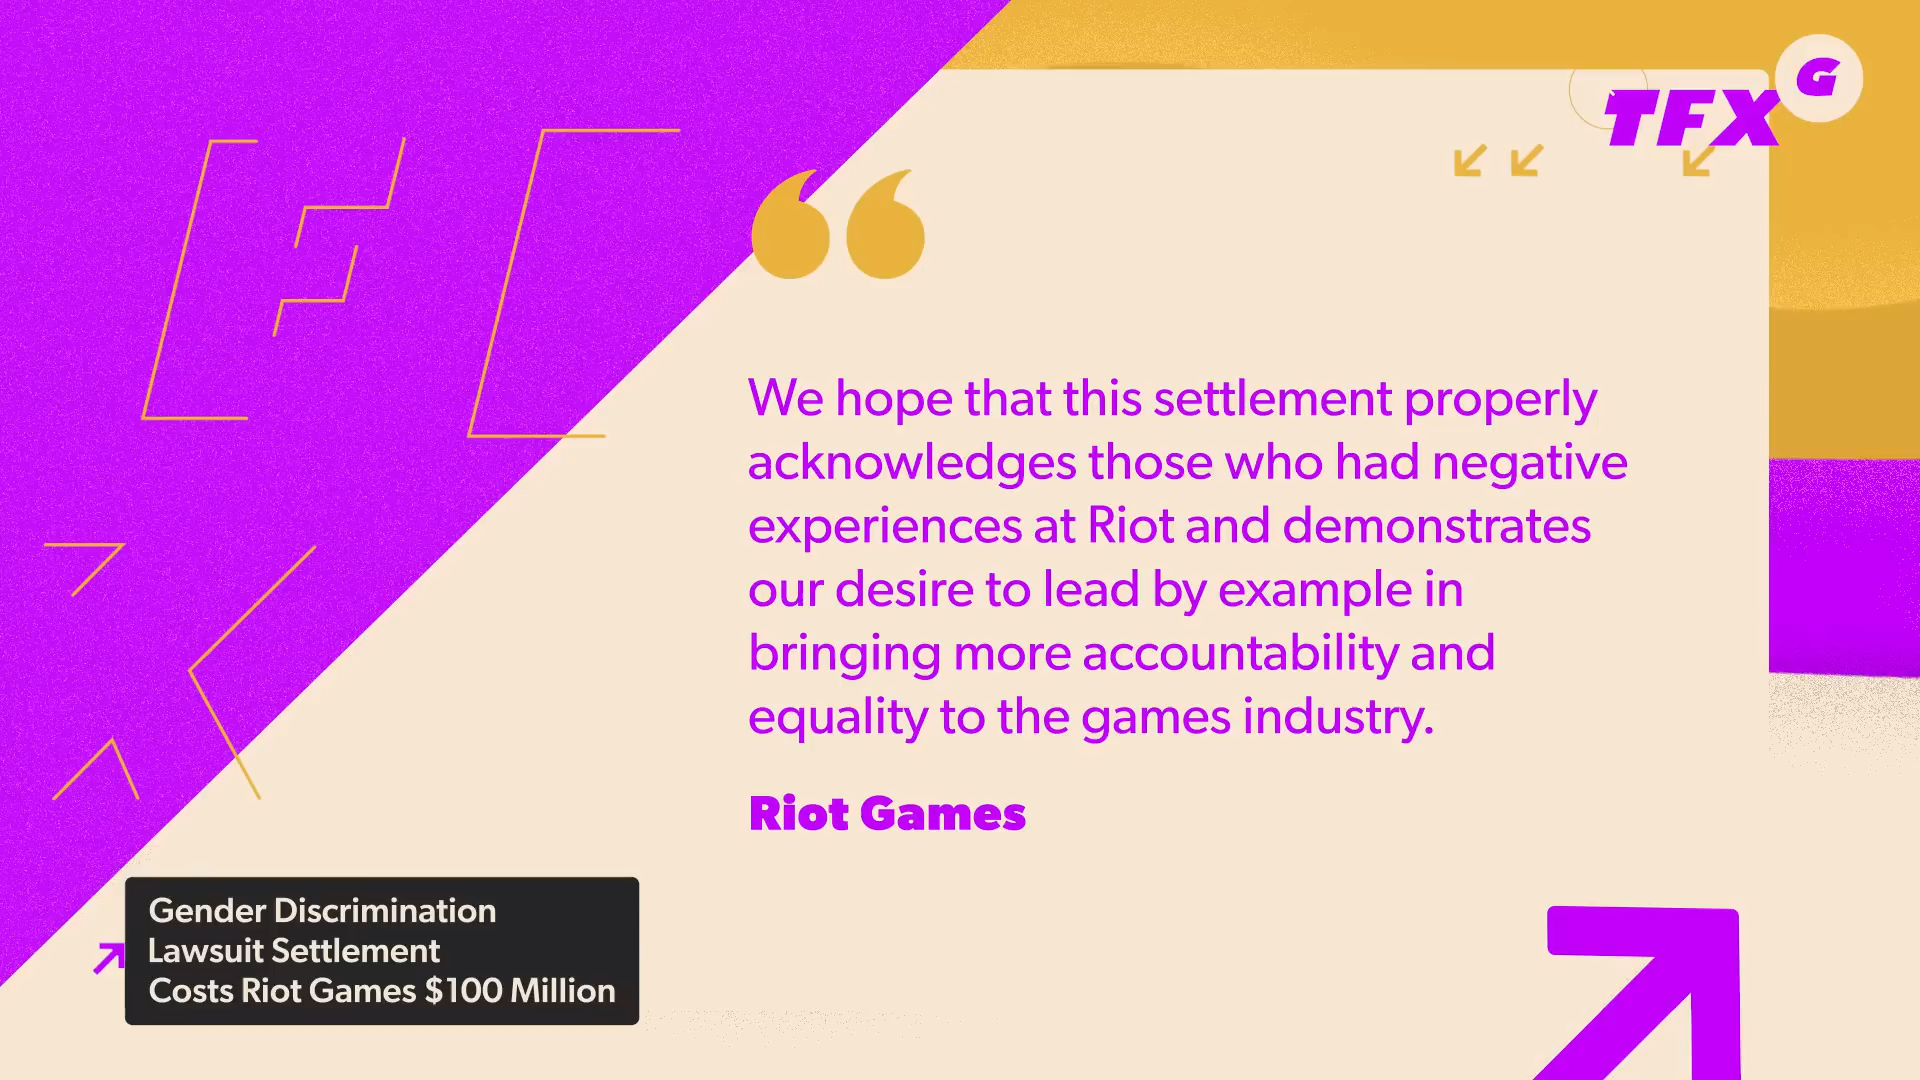 TFX
G
“
We hope that this settlement properly
acknowledges those who had negative
experiences at Riot and demonstrates
our desire to lead by example in
bringing more accountability and
equality to the games industry.
Riot Games
Gender Discrimination
Lawsuit Settlement
Costs Riot Games $100 Million